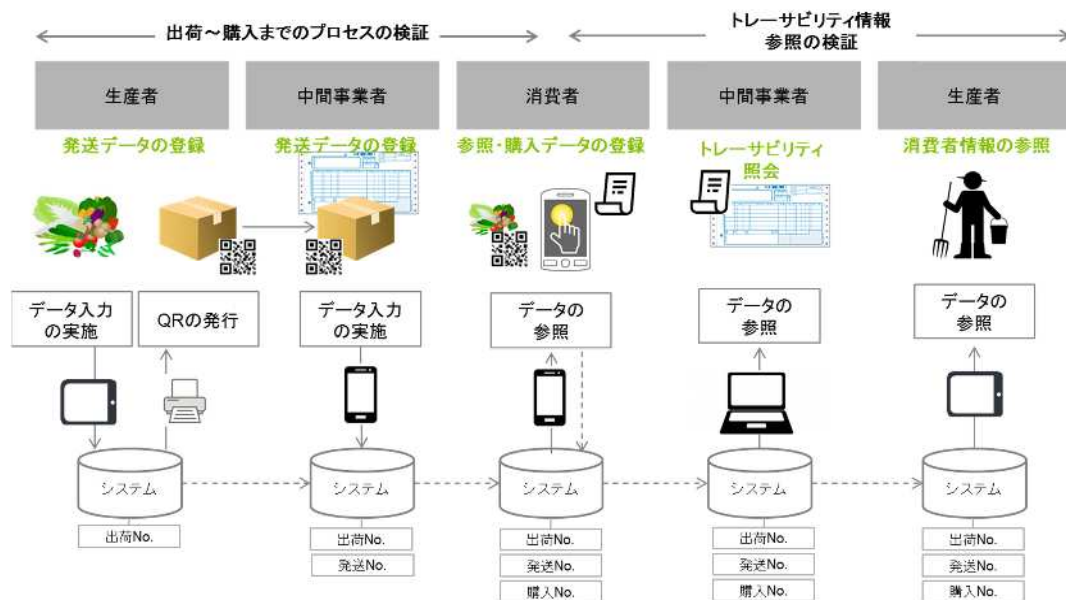 出荷～購入までのプロセスの検証
トレーサビリティ情報
参照の検証
生産者
中間事業者
消費者
中間事業者
生産者
発送データの登録
発送データの登録
参照・購入データの登録
トレーサビリティ
照会
消費者情報の参照
データ入力
の実施
QRの発行
データ入力
の実施
データの
参照
データの
参照
データの
参照
システム
システム
システム
システム
システム
出荷No.
出荷No.
発送No.
出荷No.
発送No.
購入No.
出荷No.
発送No.
購入No.
出荷No.
発送No.
購入No.